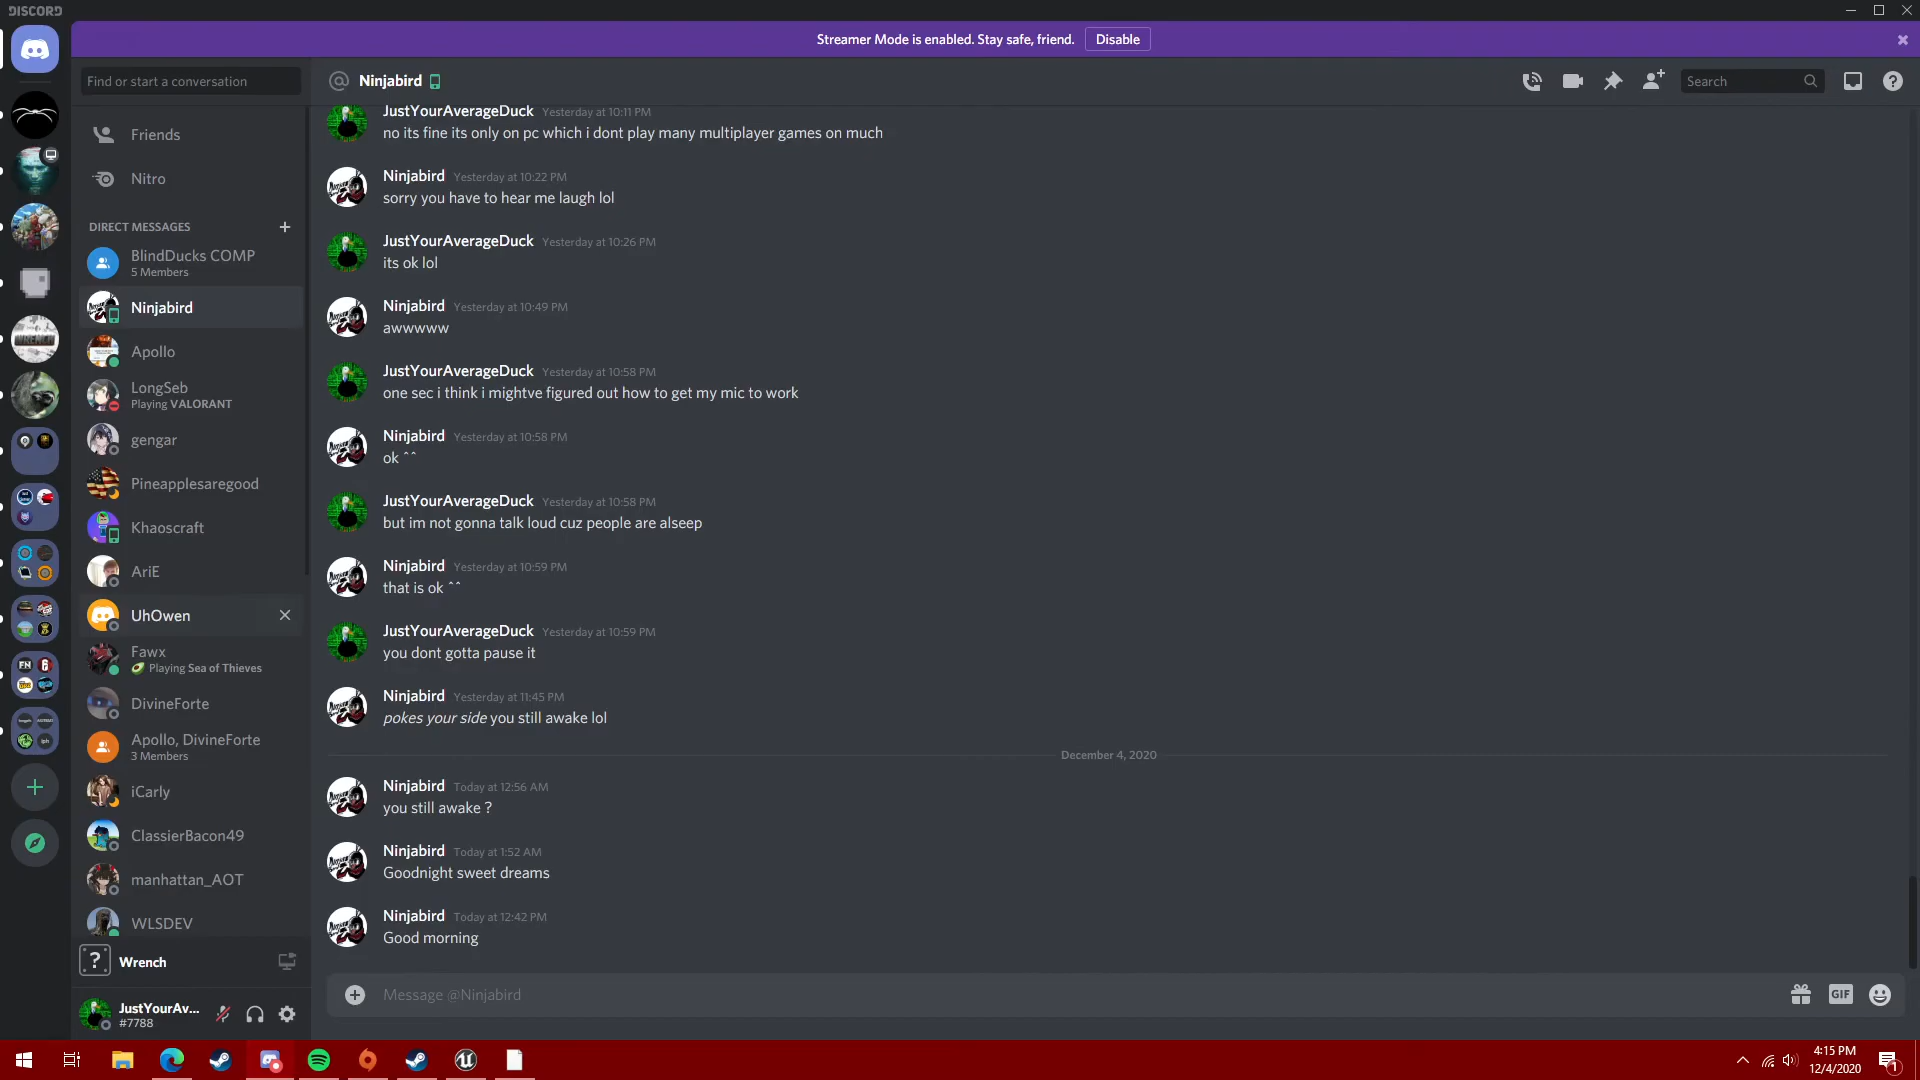 DISCORD
Streamer Mode is enabled. Stay safe, friend.
Disable
Find or start a conversation
Friends
Nitro
DIRECT MESSAGES
BlindDucks COMP
5 Members
Ninjabird
Apollo
LongSeb
Playing VALORANT
gengar
Pineapplesaregood
Khaoscraft
AriE
UhOwen
Fawx
Playing Sea of Thieves
DivineForte
Apollo, DivineForte
3 Members
iCarly
ClassierBacon49
manhattan_AOT
WLSDEV
Wrench
JustYourAv...
#7788
Ninjabird
Search
JustYourAverageDuck Yesterday at 10:11 PM
no its fine its only on pc which i dont play many multiplayer games on much
Ninjabird Yesterday at 10:22 PM
sorry you have to hear me laugh lol
JustYourAverageDuck Yesterday at 10:26 PM
its ok lol
Ninjabird Yesterday at 10:49 PM
awwwww
JustYourAverageDuck Yesterday at 10:58 PM
one sec i think i mightve figured out how to get my mic to work
Ninjabird Yesterday at 10:58 PM
ok ^^
JustYourAverageDuck Yesterday at 10:58 PM
but im not gonna talk loud cuz people are alseep
Ninjabird Yesterday at 10:59 PM
that is ok ^^
JustYourAverageDuck Yesterday at 10:59 PM
you dont gotta pause it
Ninjabird Yesterday at 11:45 PM
pokes your side you still awake lol
December 4, 2020
Ninjabird Today at 12:56 AM
you still awake ?
Ninjabird Today at 1:52 AM
Goodnight sweet dreams
Ninjabird Today at 12:42 PM
Good morning
Message @Ninjabird
GIF
4:15 PM
12/4/2020
1